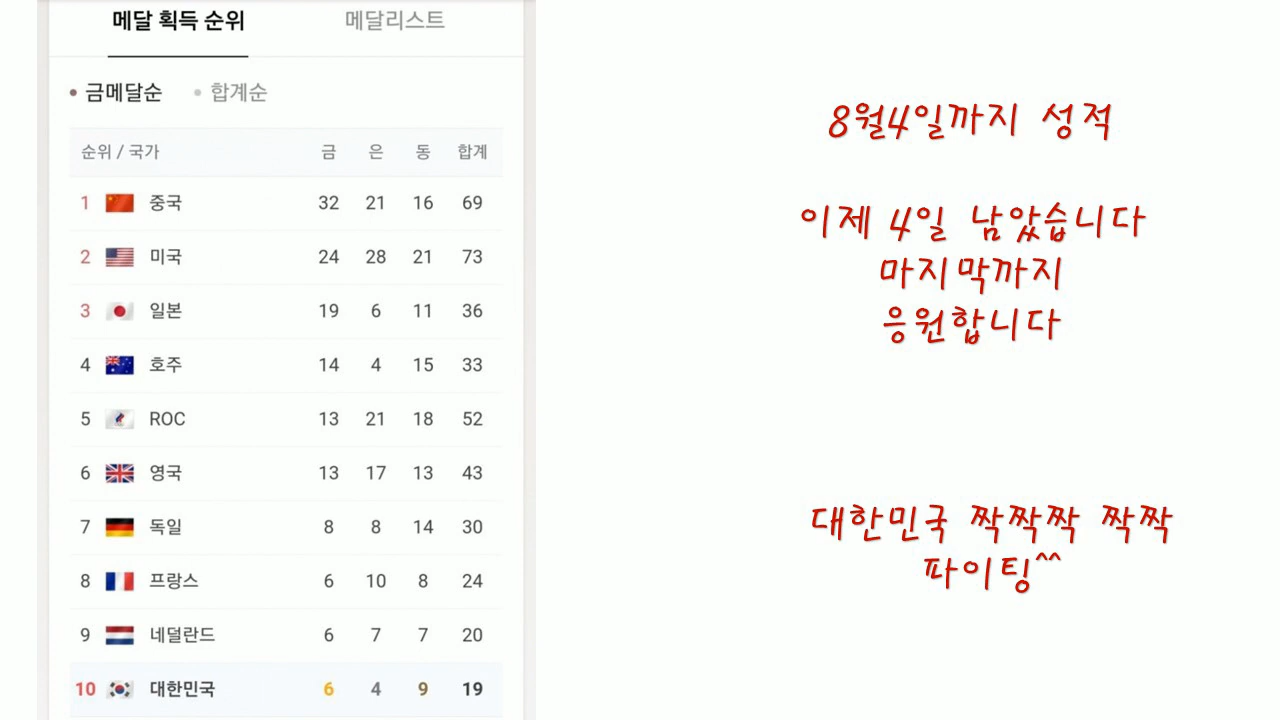 메달 획득 순위 메달리스트
• 금메달순 • 합계순
순위 / 국가 금 은 동 합계
1 중국 32 21 16 69
2 미국 24 28 21 73
3 일본 19 6 11 36
4 호주 14 4 15 33
5 ROC 13 21 18 52
6 영국 13 17 13 43
7 독일 8 8 14 30
8 프랑스 6 10 8 24
9 네덜란드 6 7 7 20
10 대한민국 6 4 9 19
8월4일까지 성적
이제 4일 남았습니다
마지막까지
응원합니다
대한민국 짝짝짝 짝짝
파이팅^^